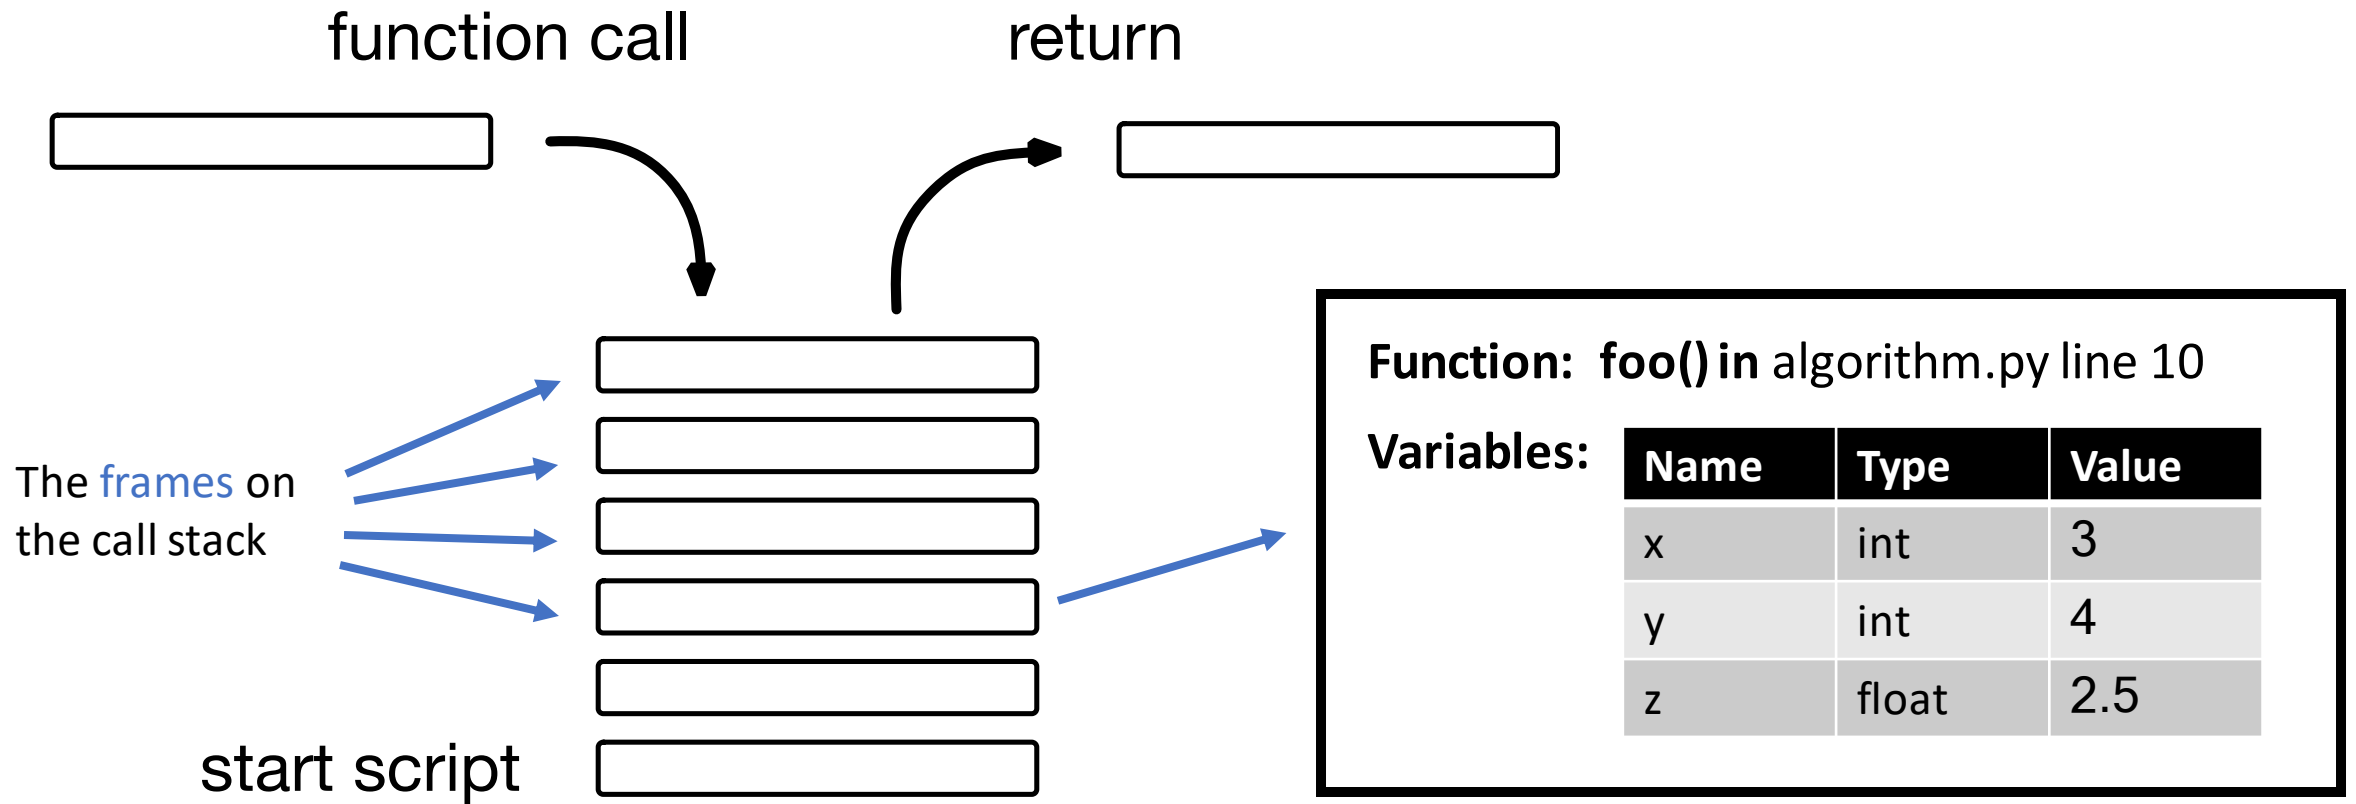 function call
return
The frames on
the call stack
start script
Function: foo() in algorithm.py line 10
Variables:
Name Type Value
x int 3
y int 4
z float 2.5